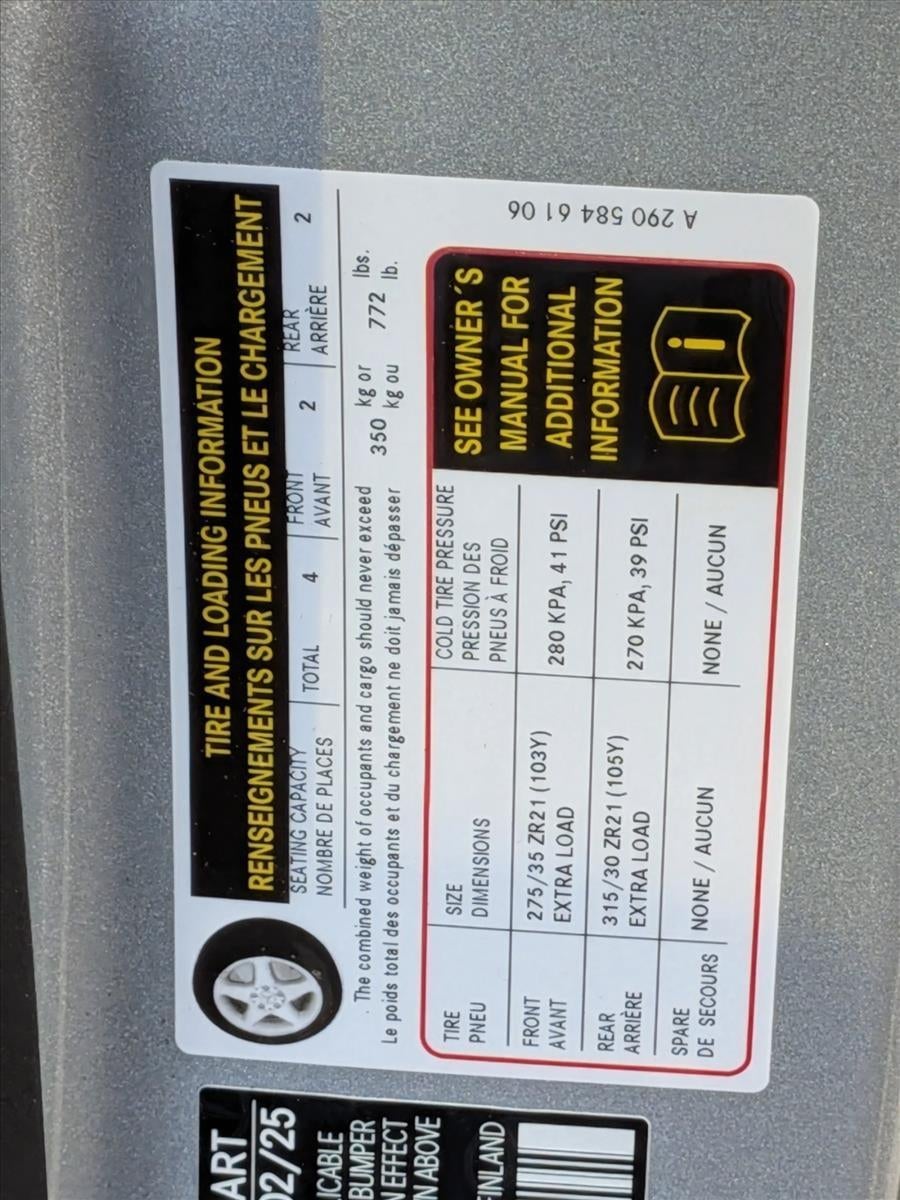 TIRE AND LOADING INFORMATION
RENSEIGNEMENTS SUR LES PNEUS ET LE CHARGEMENT
SEATING CAPACITY TOTAL 4 FRONT 2 REAR 2
NOMBRE DE PLACES AVANT ARRIÈRE
The combined weight of occupants and cargo should never exceed 350 kg or 772 lbs.
Le poids total des occupants et du chargement ne doit jamais dépasser kg ou lb.
TIRE SIZE COLD TIRE PRESSURE
PNEU DIMENSIONS PRESSION DES
PNEUS À FROID
FRONT 275/35 ZR21 (103Y) 280 KPA, 41 PSI
AVANT EXTRA LOAD
REAR 315/30 ZR21 (105Y) 270 KPA, 39 PSI
ARRIÈRE EXTRA LOAD
SPARE NONE / AUCUN NONE / AUCUN
DE SECOURS
SEE OWNER´S
MANUAL FOR
ADDITIONAL
INFORMATION
A 290 584 61 06
ART
02/25
ICABLE
BUMPER
N EFFECT
N ABOVE
FINLAND